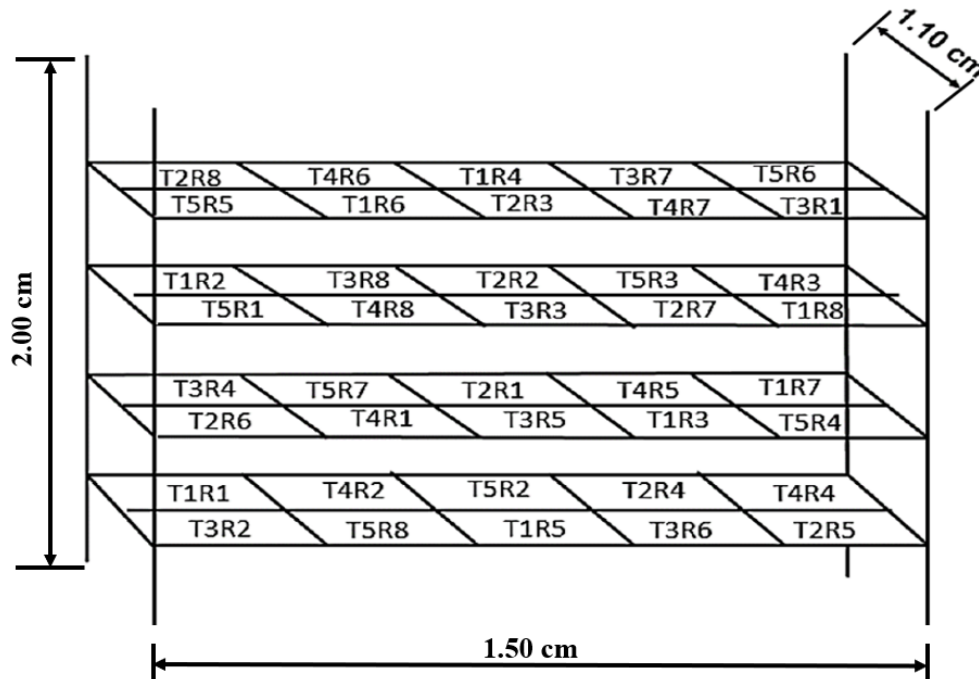 1.10 cm
T2R8 T4R6 T1R4 T3R7 T5R6
T5R5 T1R6 T2R3 T4R7 T3R1
T1R2 T3R8 T2R2 T5R3 T4R3
T5R1 T4R8 T3R3 T2R7 T1R8
2.00 cm
T3R4 T5R7 T2R1 T4R5 T1R7
T2R6 T4R1 T3R5 T1R3 T5R4
T1R1 T4R2 T5R2 T2R4 T4R4
T3R2 T5R8 T1R5 T3R6 T2R5
1.50 cm